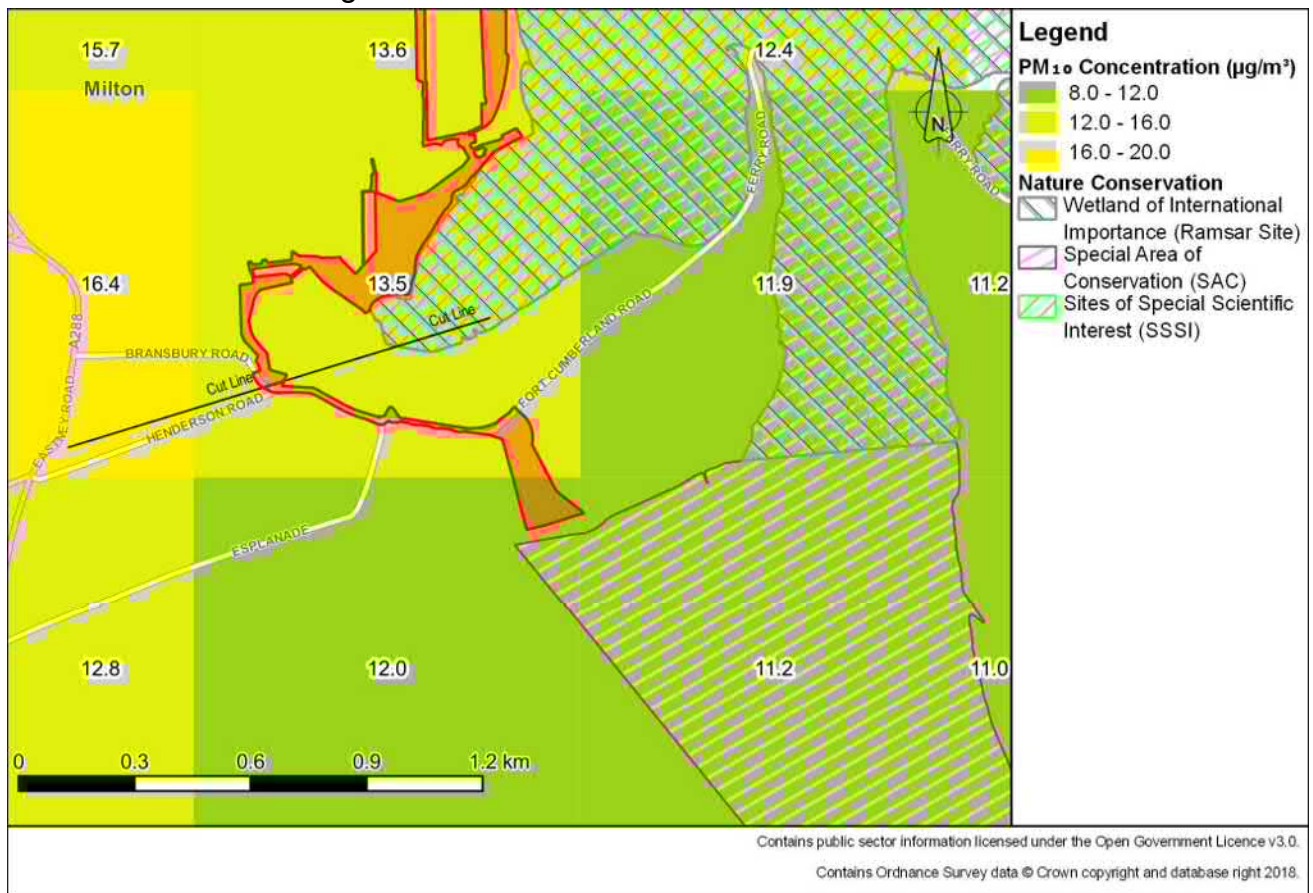 15.7
13.6
12.4
Milton
16.4
13.5
11.9
11.2
A288
BRANSBURY ROAD
Cut Line
Cut Line
HENDERSON ROAD
EASTNEY ROAD
FORT CUMBERLAND ROAD
FERRY ROAD
FERRY ROAD
N
ESPLANADE
12.8
12.0
11.2
11.0
0 0.3 0.6 0.9 1.2 km
Legend
PM₁₀ Concentration (µg/m³)
8.0 - 12.0
12.0 - 16.0
16.0 - 20.0
Nature Conservation
Wetland of International
Importance (Ramsar Site)
Special Area of
Conservation (SAC)
Sites of Special Scientific
Interest (SSSI)
Contains public sector information licensed under the Open Government Licence v3.0.
Contains Ordnance Survey data © Crown copyright and database right 2018.